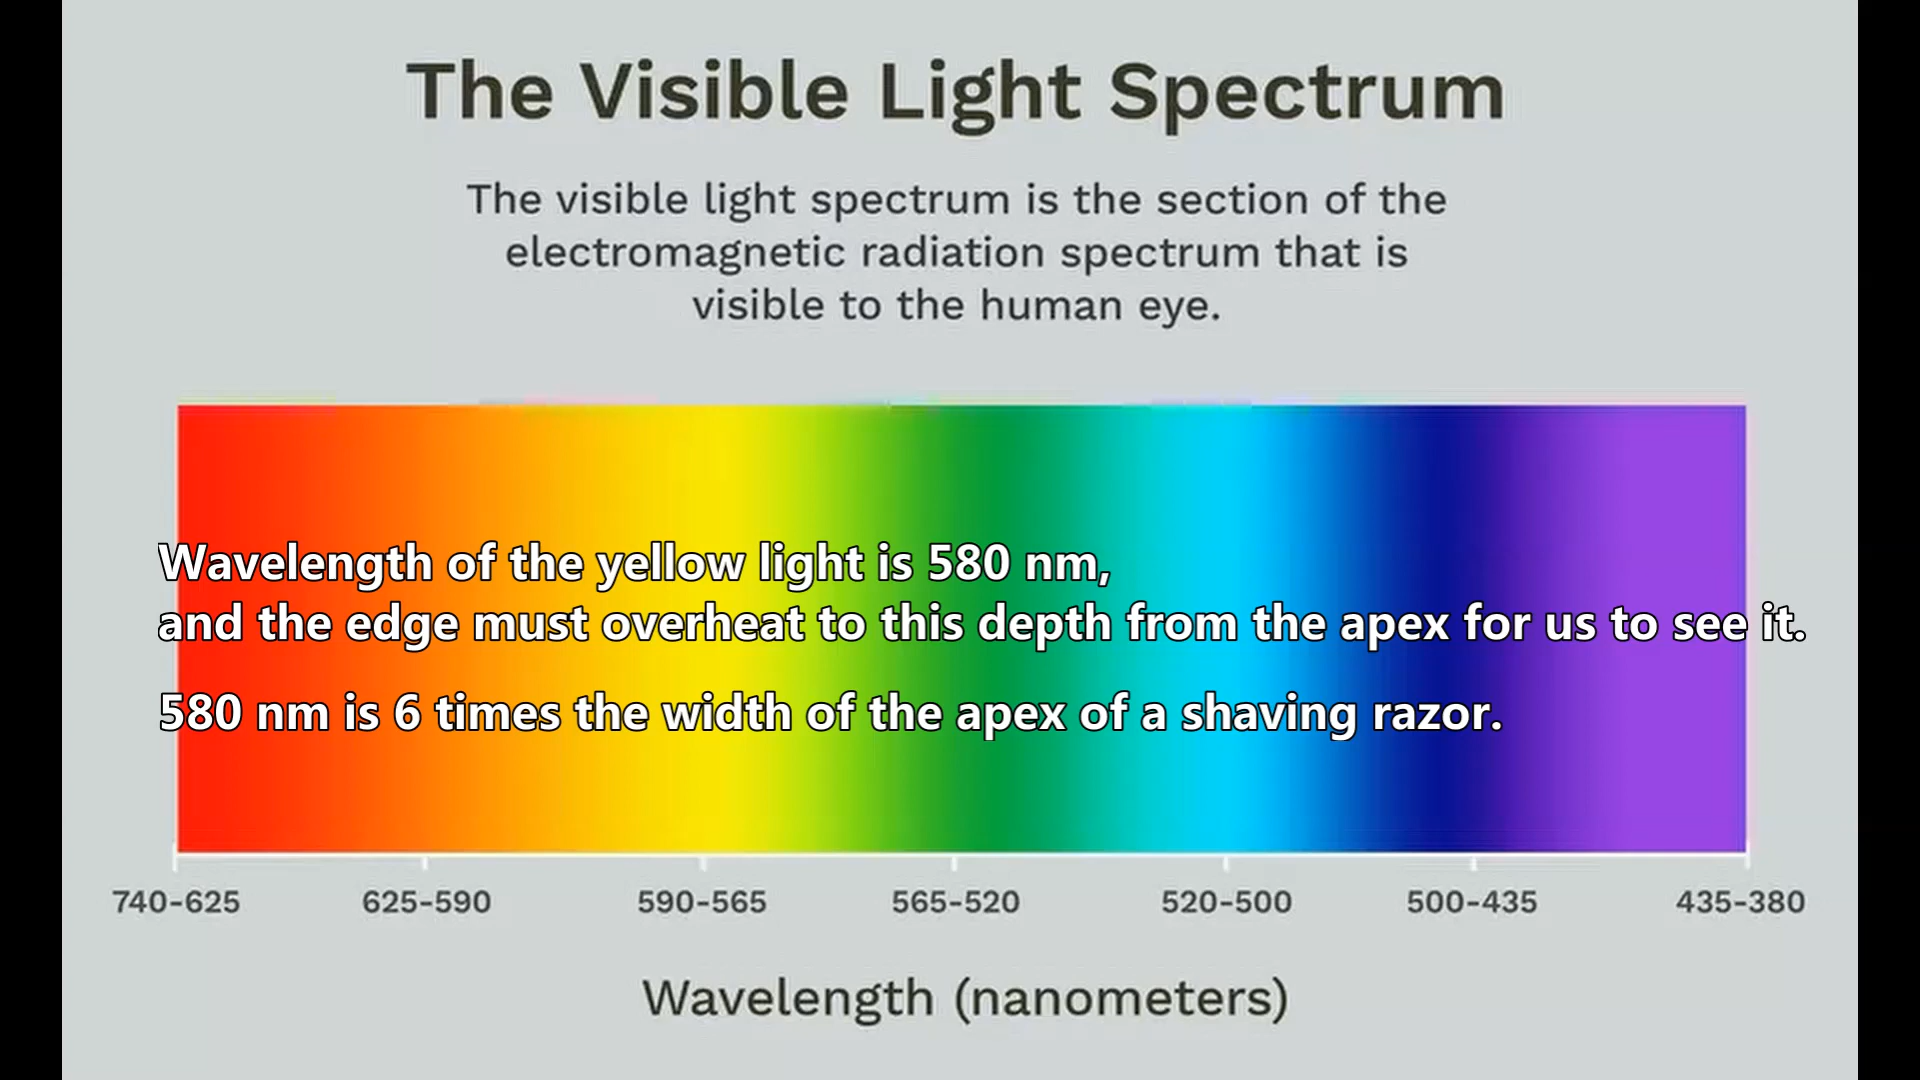 The Visible Light Spectrum
The visible light spectrum is the section of the
electromagnetic radiation spectrum that is
visible to the human eye.
Wavelength of the yellow light is 580 nm,
and the edge must overheat to this depth from the apex for us to see it.
580 nm is 6 times the width of the apex of a shaving razor.
740-625 625-590 590-565 565-520 520-500 500-435 435-380
Wavelength (nanometers)